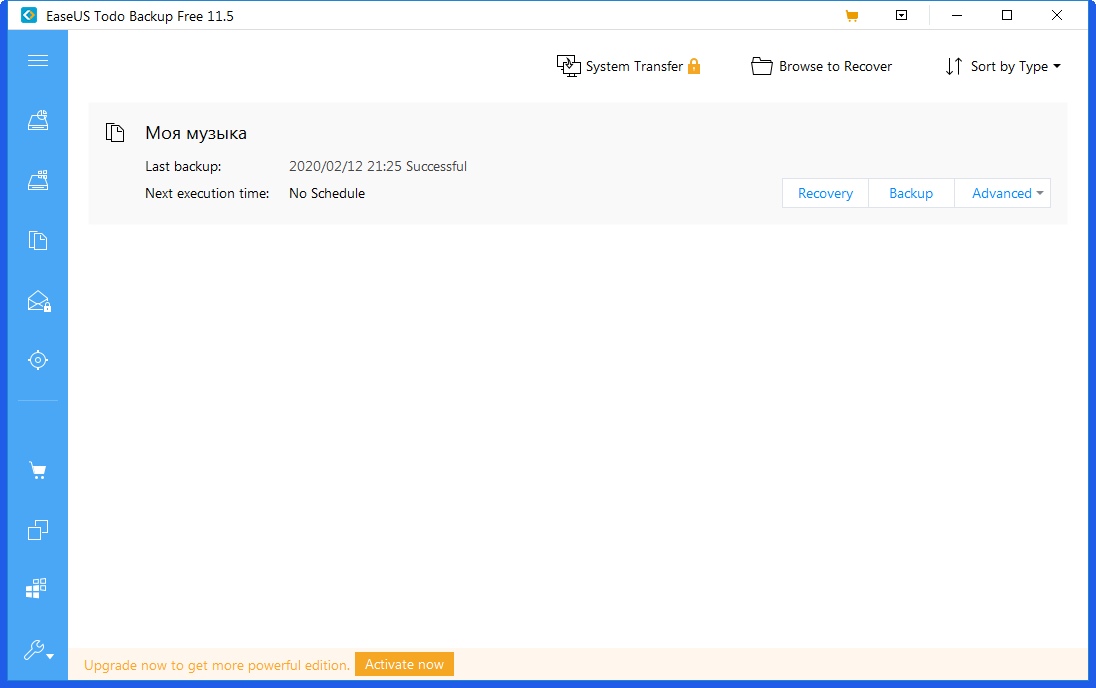 EaseUS Todo Backup Free 11.5
System Transfer
Browse to Recover
Sort by Type
Моя музыка
Last backup: 2020/02/12 21:25 Successful
Next execution time: No Schedule
Recovery
Backup
Advanced
Upgrade now to get more powerful edition. Activate now